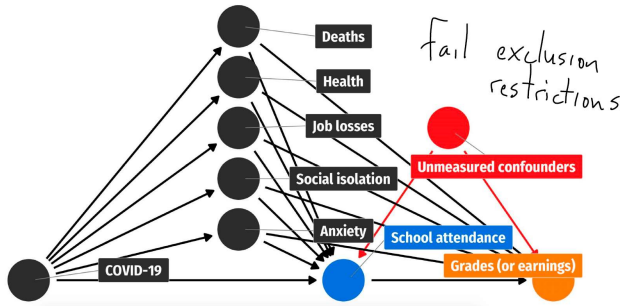 Deaths
fail exclusion
restrictions
Health
Job losses
Unmeasured confounders
Social isolation
Anxiety
School attendance
COVID-19
Grades (or earnings)